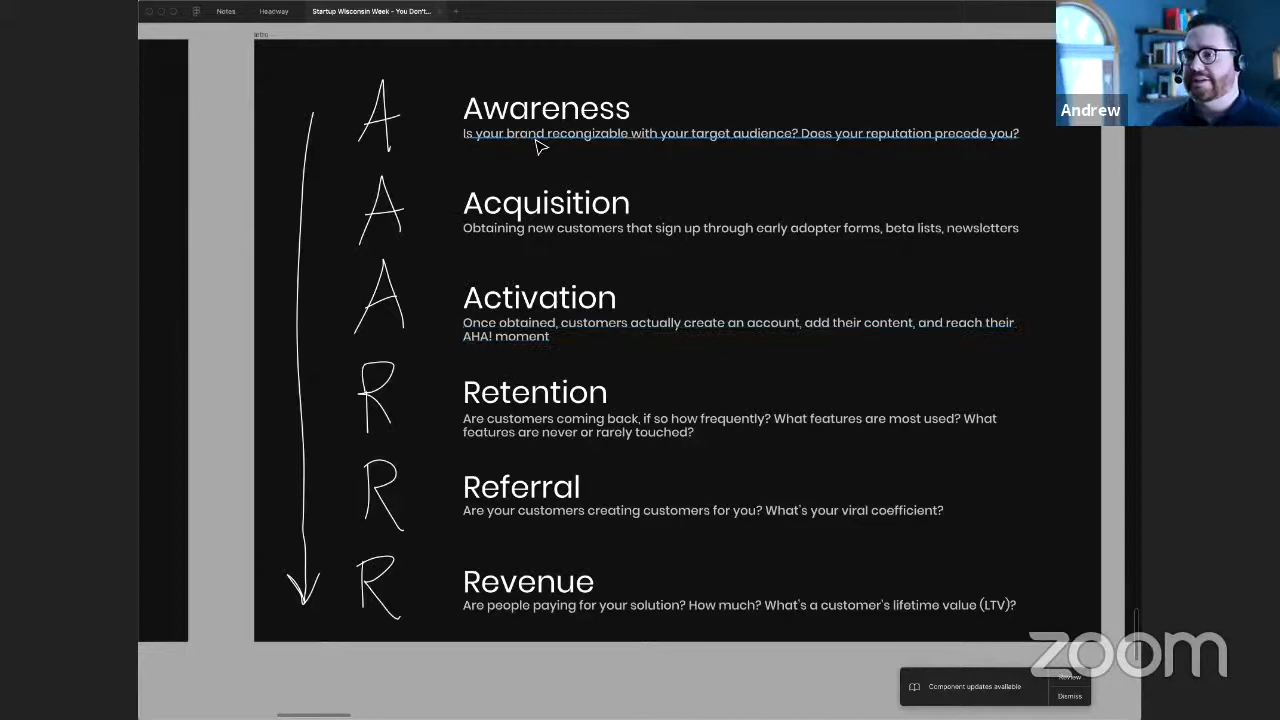 Notes
Headway
Startup Wisconsin Week - You Don't...
Intro
Andrew
A
Awareness
Is your brand recongizable with your target audience? Does your reputation precede you?
A
Acquisition
Obtaining new customers that sign up through early adopter forms, beta lists, newsletters
A
Activation
Once obtained, customers actually create an account, add their content, and reach their
AHA! moment
R
Retention
Are customers coming back, if so how frequently? What features are most used? What
features are never or rarely touched?
R
Referral
Are your customers creating customers for you? What's your viral coefficient?
R
Revenue
Are people paying for your solution? How much? What's a customer's lifetime value (LTV)?
zoom
Component updates available
Review
Dismiss